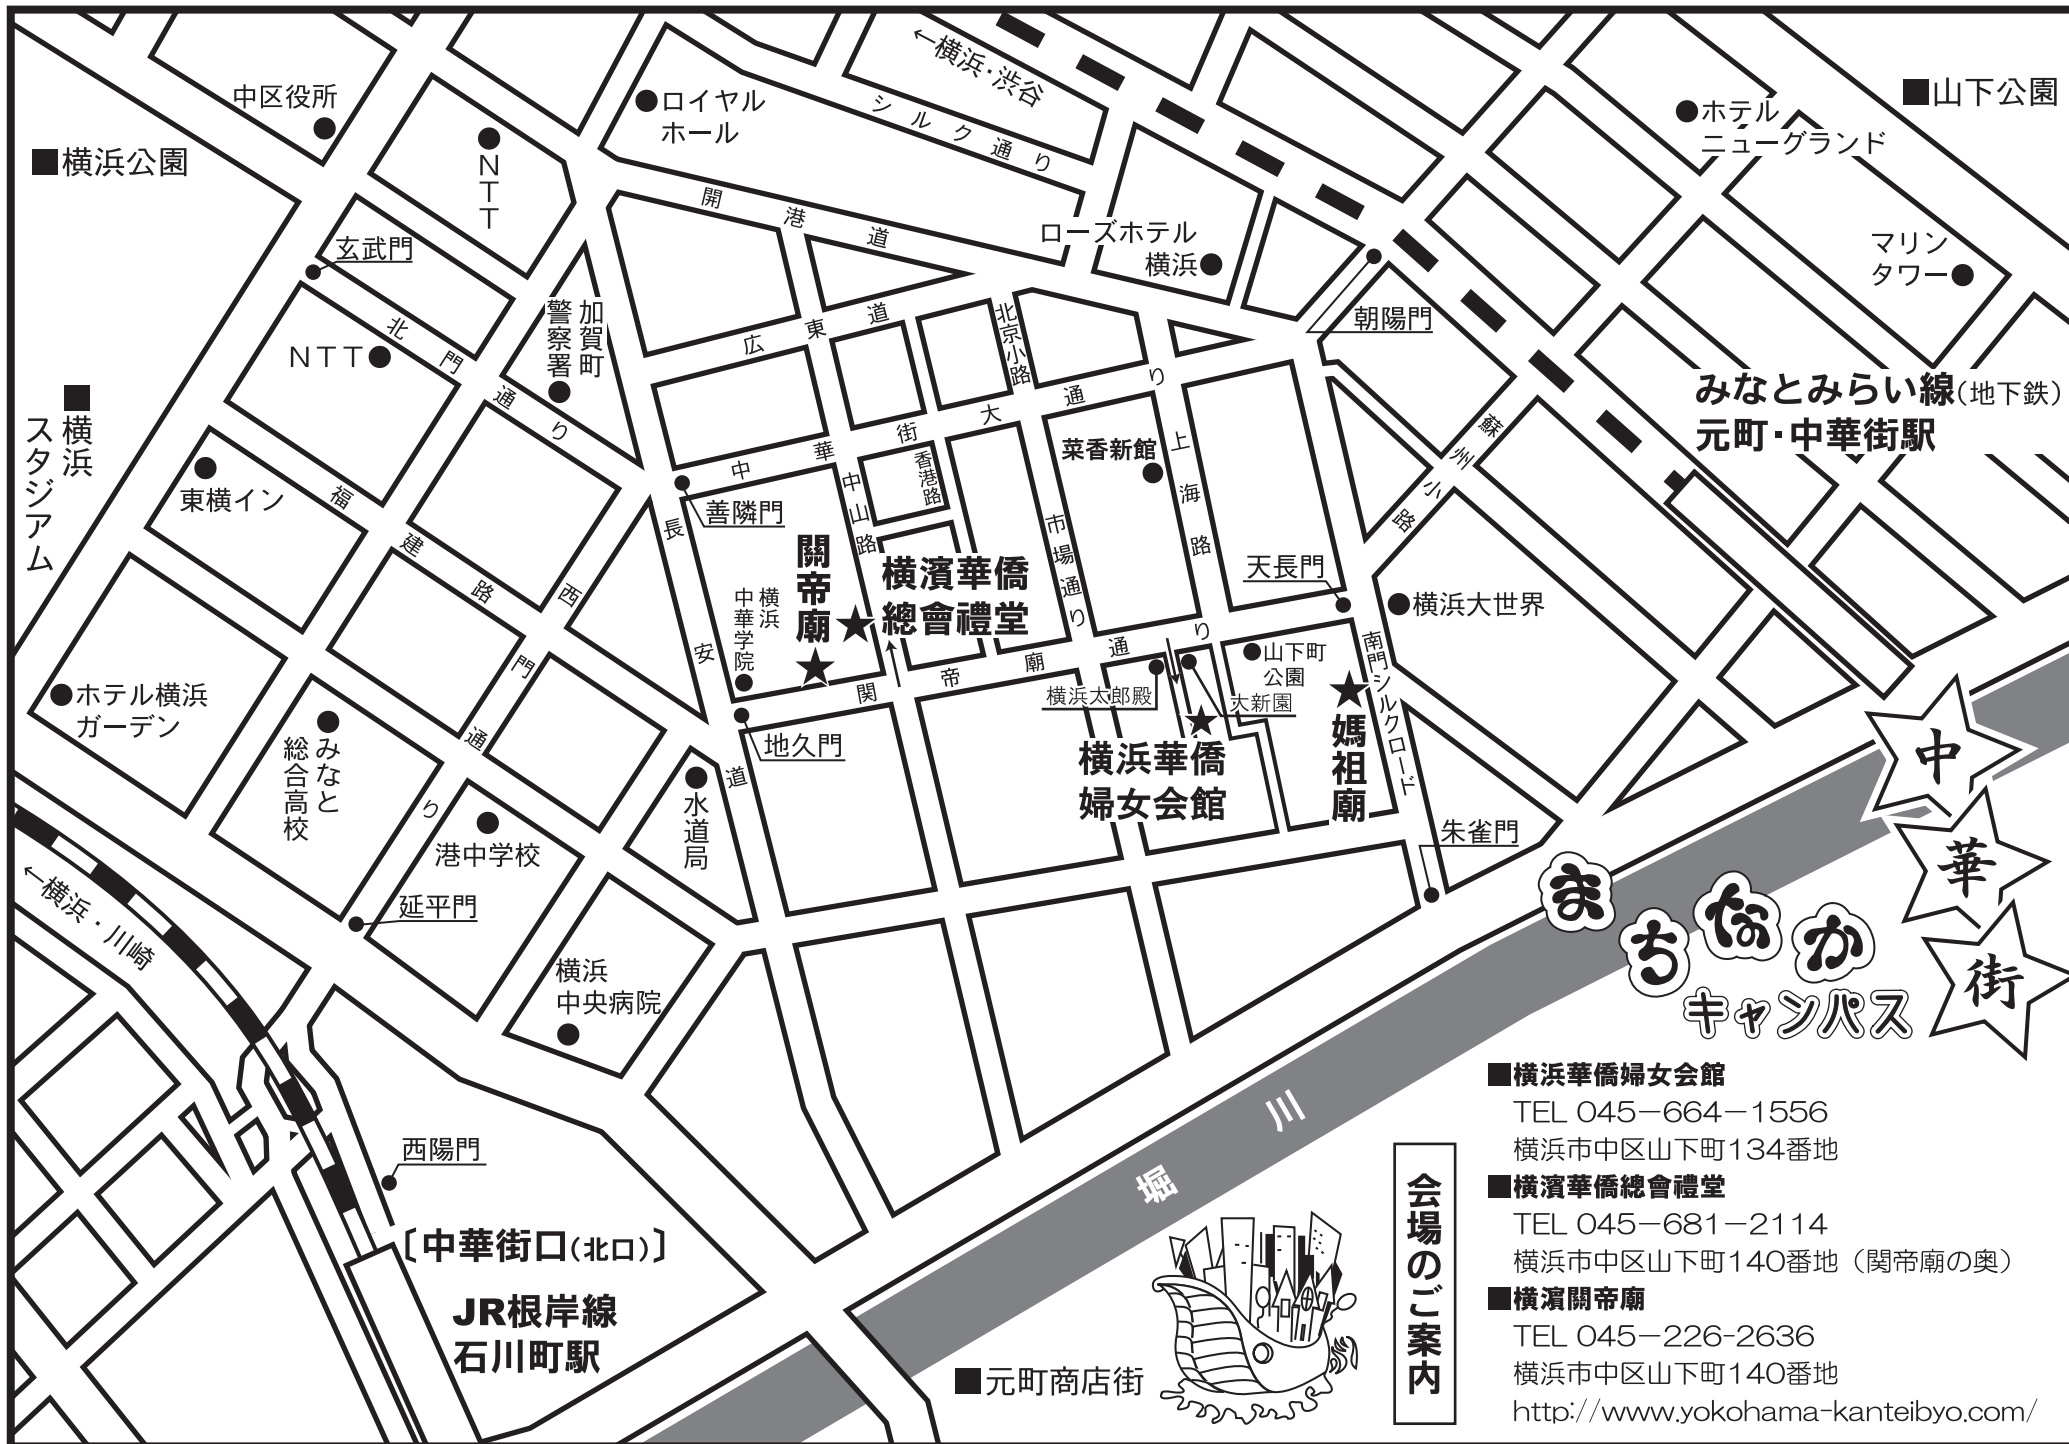 中区役所
■横浜公園
NTT
ロイヤル
ホール
←横浜・渋谷
シルク通り
ホテル
ニューグランド
■山下公園
マリン
タワー
開港道
ローズホテル
横浜
玄武門
加賀町
警察署
北門通り
NTT
広東道
北京小路
朝陽門
■横浜
スタジアム
東横イン
福建路
中華街大通り
香港路
中山路
菜香新館
上海路
市場通り
蘇州小路
みなとみらい線(地下鉄)
元町・中華街駅
善隣門
長安道
西門通り
横浜
中華学院
關帝廟
横濱華僑
總會禮堂
天長門
横浜大世界
関帝廟通り
山下町
公園
横浜太郎殿
大新園
南門シルクロード
媽祖廟
横浜華僑
婦女会館
地久門
ホテル横浜
ガーデン
みなと
総合高校
水道局
港中学校
延平門
横浜
中央病院
朱雀門
←横浜・川崎
西陽門
〔中華街口(北口)〕
JR根岸線
石川町駅
堀川
■元町商店街
中華街
まちなか
キャンパス
会場のご案内
■横浜華僑婦女会館
TEL 045－664－1556
横浜市中区山下町134番地
■横濱華僑總會禮堂
TEL 045－681－2114
横浜市中区山下町140番地（関帝廟の奥）
■横濵關帝廟
TEL 045－226-2636
横浜市中区山下町140番地
http://www.yokohama-kanteibyo.com/